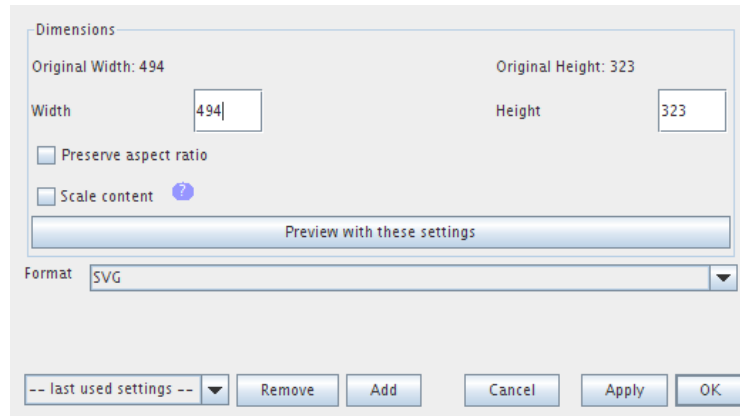 Dimensions
Original Width: 494 Original Height: 323
Width 494 Height 323
Preserve aspect ratio
Scale content ?
Preview with these settings
Format SVG
-- last used settings -- Remove Add Cancel Apply OK